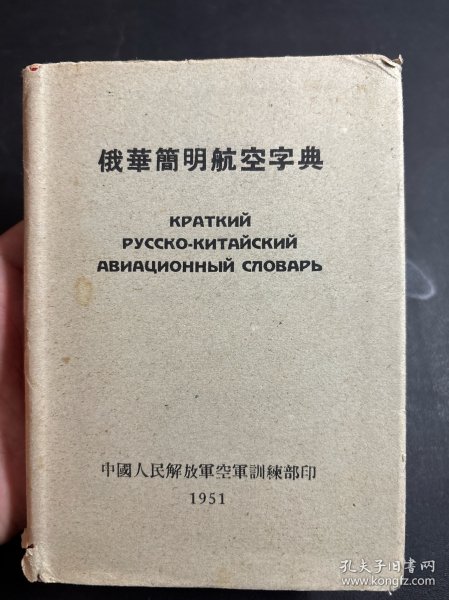 俄華簡明航空字典
КРАТКИЙ
РУССКО-КИТАЙСКИЙ
АВИАЦИОННЫЙ СЛОВАРЬ
中國人民解放軍空軍訓練部印
1951
孔夫子旧书网
www.kongfz.com